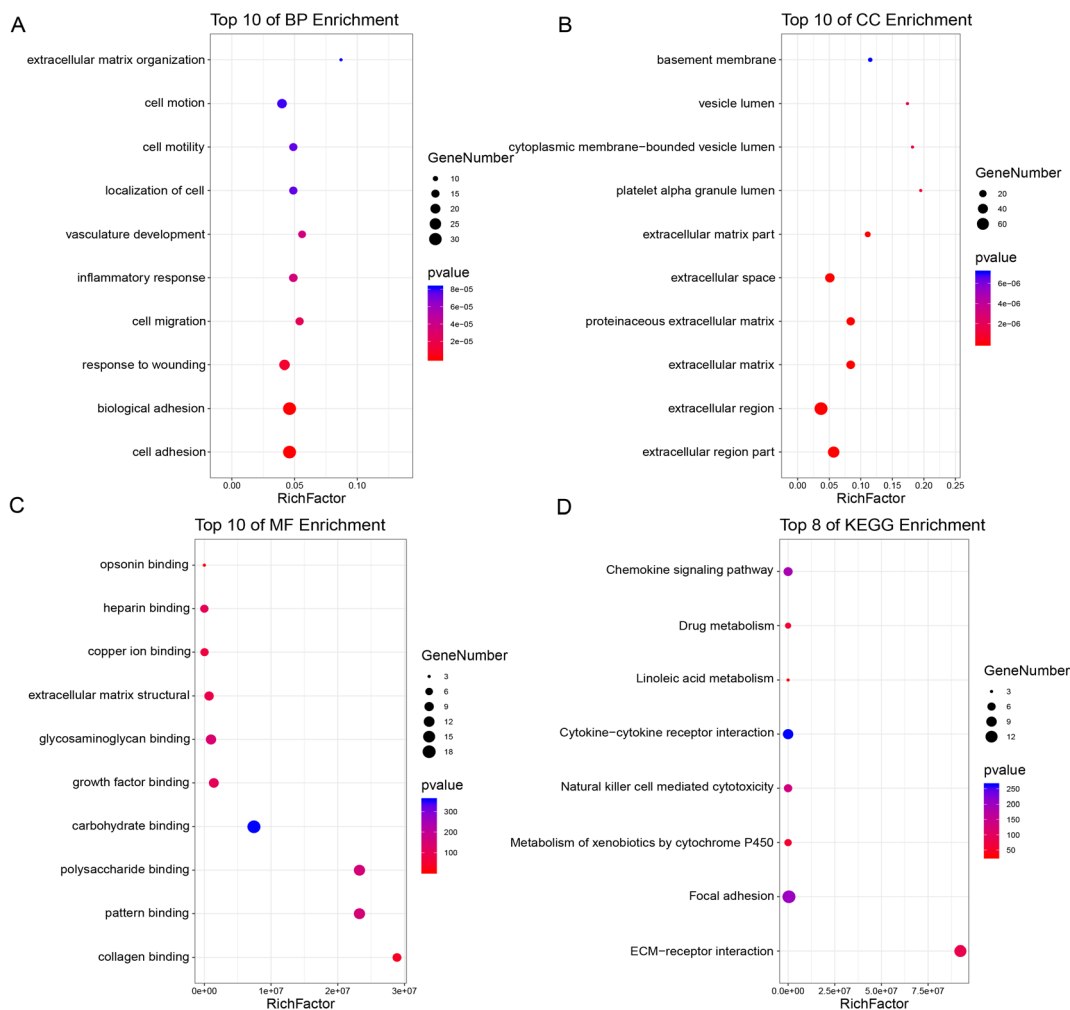 A
Top 10 of BP Enrichment
extracellular matrix organization
cell motion
cell motility
localization of cell
vasculature development
inflammatory response
cell migration
response to wounding
biological adhesion
cell adhesion
0.00 0.05 0.10
RichFactor
GeneNumber
10
15
20
25
30
pvalue
8e−05
6e−05
4e−05
2e−05
B
Top 10 of CC Enrichment
basement membrane
vesicle lumen
cytoplasmic membrane−bounded vesicle lumen
platelet alpha granule lumen
extracellular matrix part
extracellular space
proteinaceous extracellular matrix
extracellular matrix
extracellular region
extracellular region part
0.00 0.05 0.10 0.15 0.20 0.25
RichFactor
GeneNumber
20
40
60
pvalue
6e−06
4e−06
2e−06
C
Top 10 of MF Enrichment
opsonin binding
heparin binding
copper ion binding
extracellular matrix structural
glycosaminoglycan binding
growth factor binding
carbohydrate binding
polysaccharide binding
pattern binding
collagen binding
0e+00 1e+07 2e+07 3e+07
RichFactor
GeneNumber
3
6
9
12
15
18
pvalue
300
200
100
D
Top 8 of KEGG Enrichment
Chemokine signaling pathway
Drug metabolism
Linoleic acid metabolism
Cytokine−cytokine receptor interaction
Natural killer cell mediated cytotoxicity
Metabolism of xenobiotics by cytochrome P450
Focal adhesion
ECM−receptor interaction
0.0e+00 2.5e+07 5.0e+07 7.5e+07
RichFactor
GeneNumber
3
6
9
12
pvalue
250
200
150
100
50